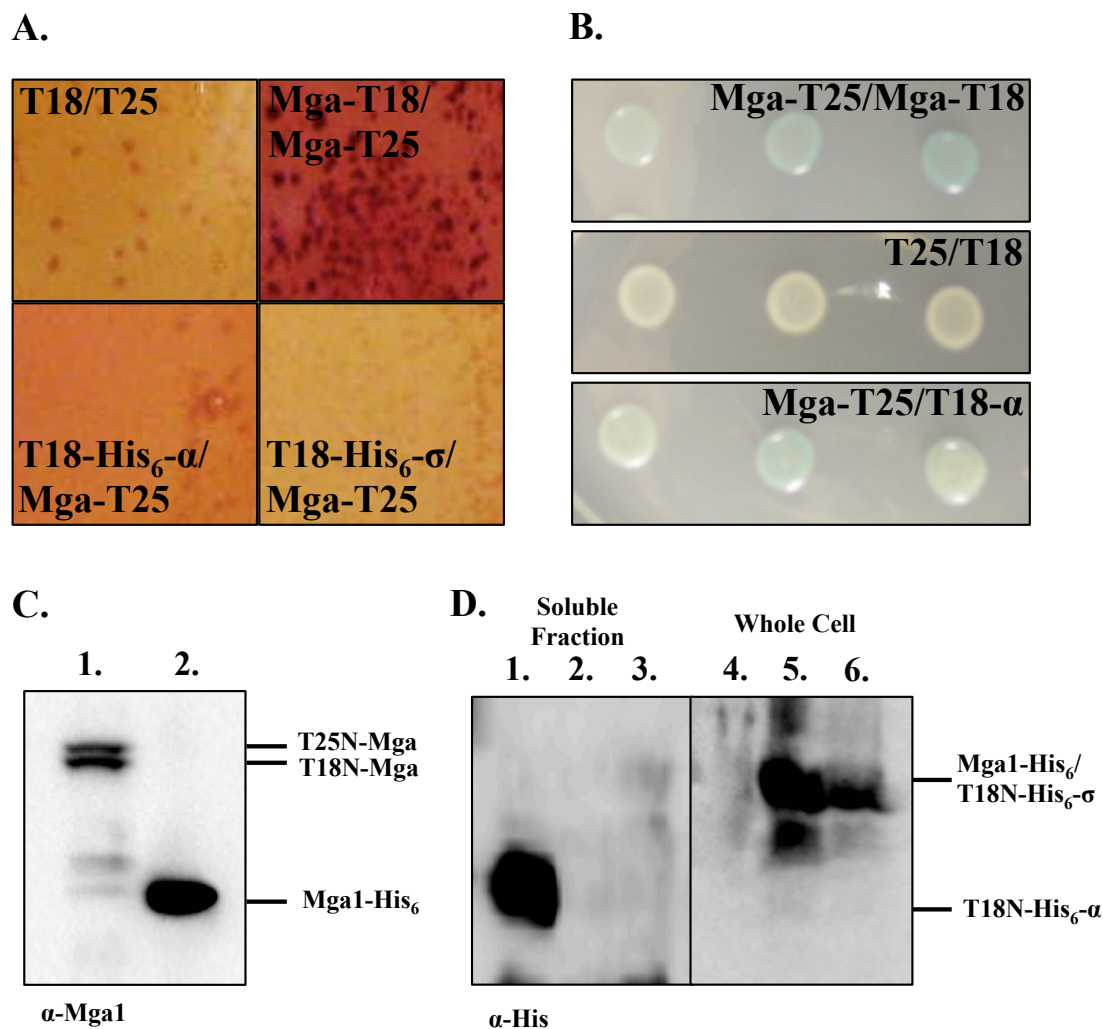 A.
T18/T25
Mga-T18/
Mga-T25
T18-His₆-α/
Mga-T25
T18-His₆-σ/
Mga-T25
B.
Mga-T25/Mga-T18
T25/T18
Mga-T25/T18-α
C.
1. 2.
T25N-Mga
T18N-Mga
Mga1-His₆
α-Mga1
D.
Soluble
Fraction
Whole Cell
1. 2. 3. 4. 5. 6.
Mga1-His₆/
T18N-His₆-σ
T18N-His₆-α
α-His